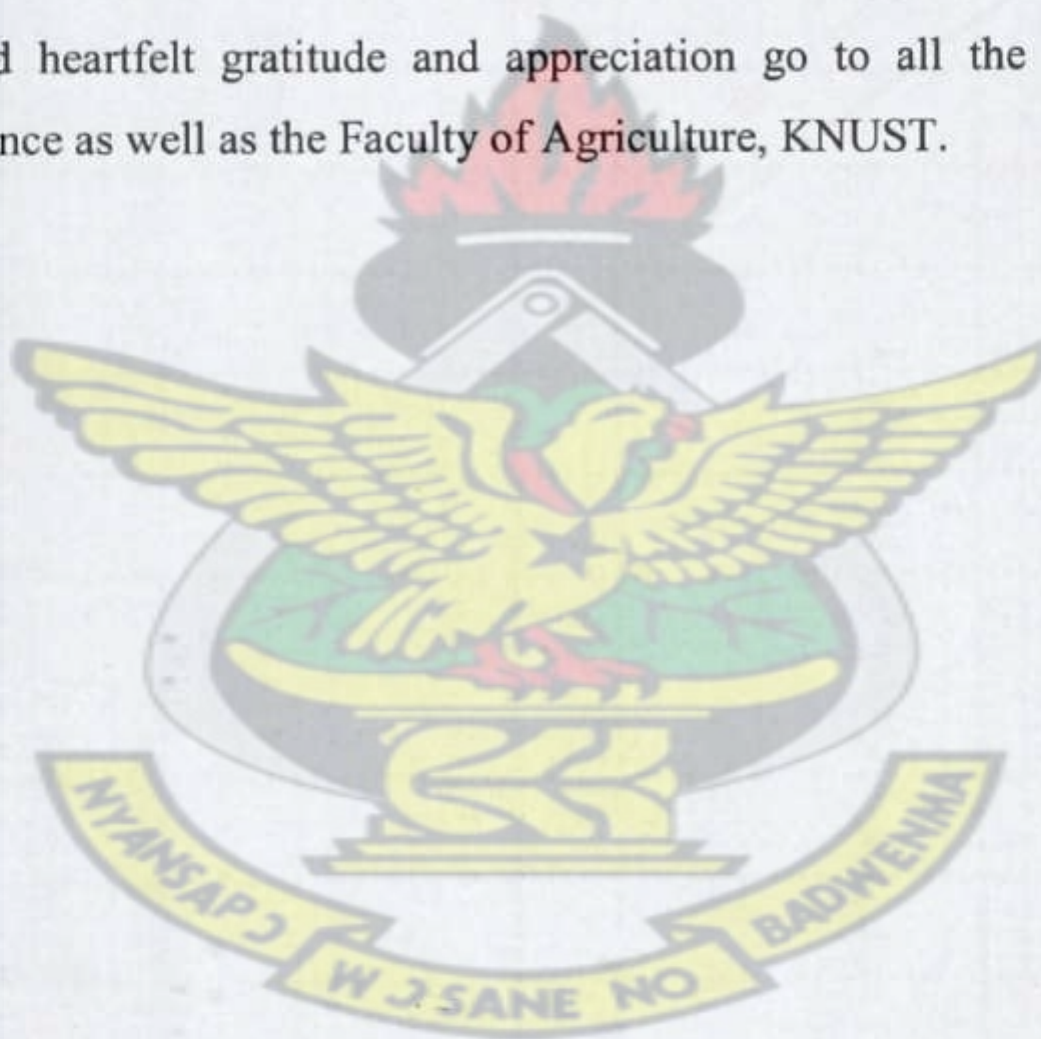 d heartfelt gratitude and appreciation go to all the
nce as well as the Faculty of Agriculture, KNUST.
NYANSAPƆ
WƆSANE NO
BADWENMA